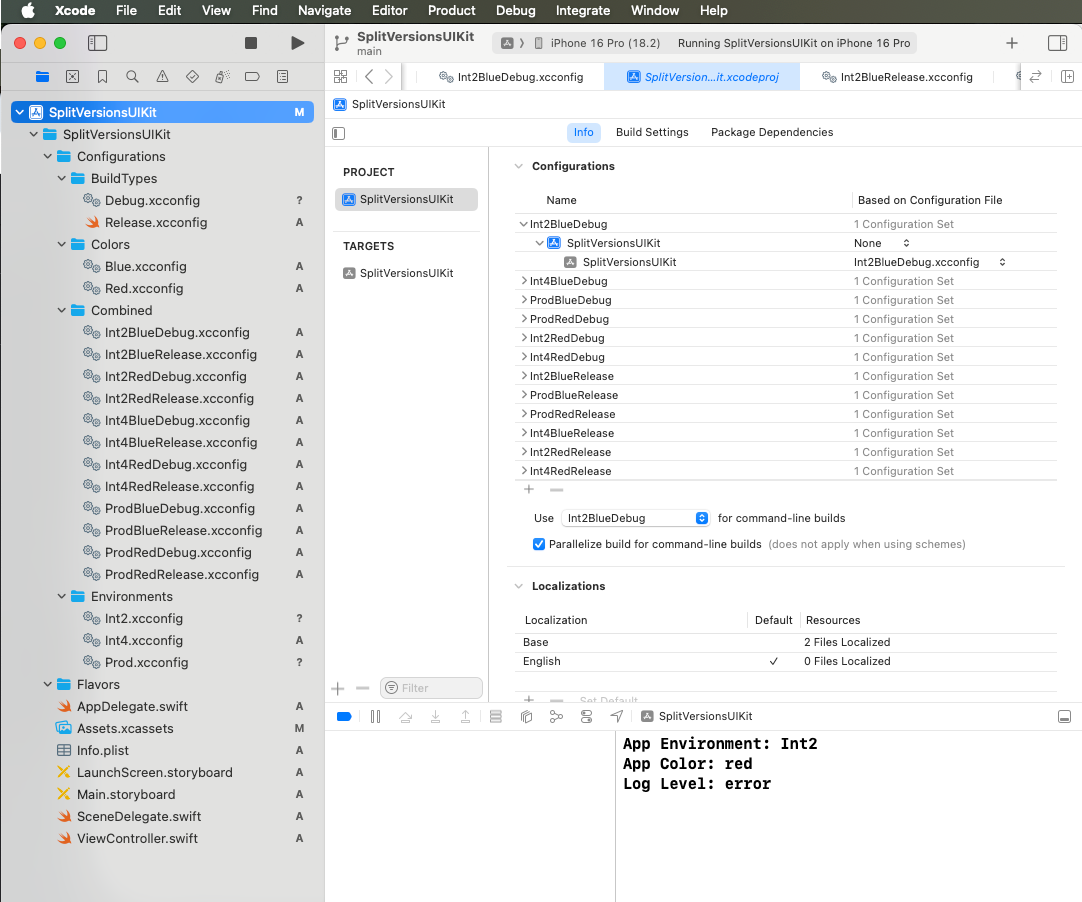 Xcode File Edit View Find Navigate Editor Product Debug Integrate Window Help
SplitVersionsUIKit
main
iPhone 16 Pro (18.2) Running SplitVersionsUIKit on iPhone 16 Pro
Int2BlueDebug.xcconfig
SplitVersion...it.xcodeproj
Int2BlueRelease.xcconfig
SplitVersionsUIKit M
SplitVersionsUIKit
Configurations
BuildTypes
Debug.xcconfig ?
Release.xcconfig A
Colors
Blue.xcconfig A
Red.xcconfig A
Combined
Int2BlueDebug.xcconfig A
Int2BlueRelease.xcconfig A
Int2RedDebug.xcconfig A
Int2RedRelease.xcconfig A
Int4BlueDebug.xcconfig A
Int4BlueRelease.xcconfig A
Int4RedDebug.xcconfig A
Int4RedRelease.xcconfig A
ProdBlueDebug.xcconfig A
ProdBlueRelease.xcconfig A
ProdRedDebug.xcconfig A
ProdRedRelease.xcconfig A
Environments
Int2.xcconfig ?
Int4.xcconfig A
Prod.xcconfig ?
Flavors
AppDelegate.swift A
Assets.xcassets M
Info.plist A
LaunchScreen.storyboard A
Main.storyboard A
SceneDelegate.swift A
ViewController.swift A
SplitVersionsUIKit
Info Build Settings Package Dependencies
PROJECT
SplitVersionsUIKit
TARGETS
SplitVersionsUIKit
Filter
Configurations
Name Based on Configuration File
Int2BlueDebug 1 Configuration Set
SplitVersionsUIKit None
SplitVersionsUIKit Int2BlueDebug.xcconfig
Int4BlueDebug 1 Configuration Set
ProdBlueDebug 1 Configuration Set
ProdRedDebug 1 Configuration Set
Int2RedDebug 1 Configuration Set
Int4RedDebug 1 Configuration Set
Int2BlueRelease 1 Configuration Set
ProdBlueRelease 1 Configuration Set
ProdRedRelease 1 Configuration Set
Int4BlueRelease 1 Configuration Set
Int2RedRelease 1 Configuration Set
Int4RedRelease 1 Configuration Set
Use Int2BlueDebug for command-line builds
Parallelize build for command-line builds (does not apply when using schemes)
Localizations
Localization Default Resources
Base 2 Files Localized
English ✓ 0 Files Localized
Set Default
SplitVersionsUIKit
App Environment: Int2
App Color: red
Log Level: error